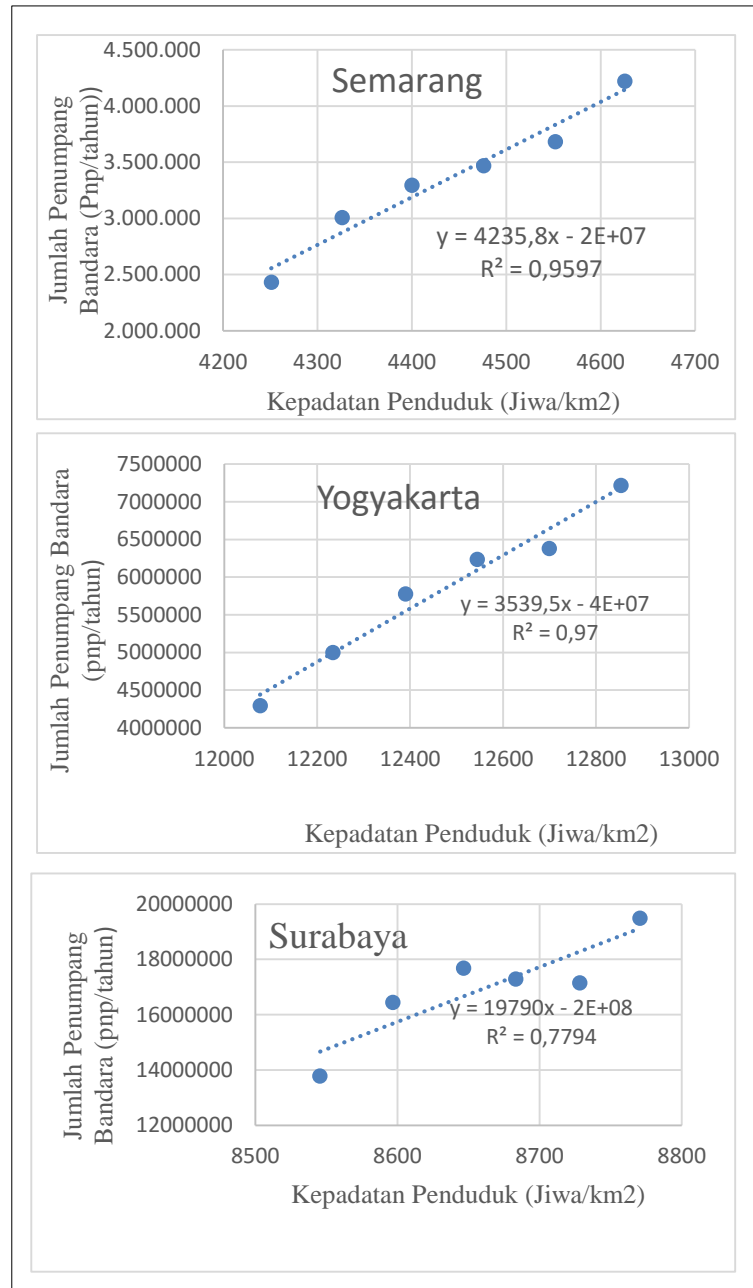 Semarang
Jumlah Penumpang
Bandara (Pnp/tahun))
4.500.000
4.000.000
3.500.000
3.000.000
2.500.000
2.000.000
y = 4235,8x - 2E+07
R² = 0,9597
4200 4300 4400 4500 4600 4700
Kepadatan Penduduk (Jiwa/km2)
Yogyakarta
Jumlah Penumpang Bandara
(pnp/tahun)
7500000
7000000
6500000
6000000
5500000
5000000
4500000
4000000
y = 3539,5x - 4E+07
R² = 0,97
12000 12200 12400 12600 12800 13000
Kepadatan Penduduk (Jiwa/km2)
Surabaya
Jumlah Penumpang
Bandara (pnp/tahun)
20000000
18000000
16000000
14000000
12000000
y = 19790x - 2E+08
R² = 0,7794
8500 8600 8700 8800
Kepadatan Penduduk (Jiwa/km2)